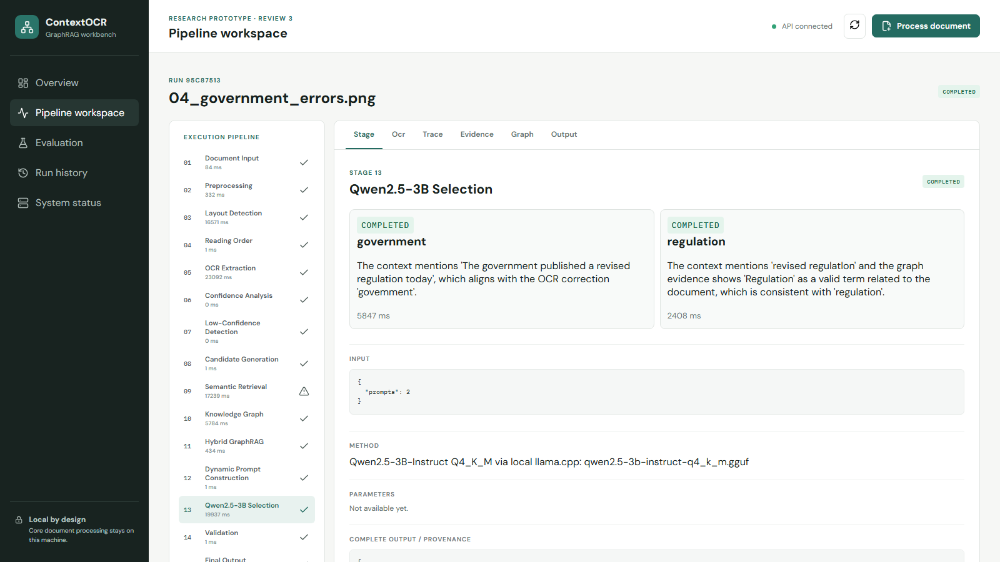 ContextOCR
GraphRAG workbench
Overview
Pipeline workspace
Evaluation
Run history
System status
Local by design
Core document processing stays on
this machine.
RESEARCH PROTOTYPE · REVIEW 3
Pipeline workspace
API connected
Process document
RUN 95C87513
04_government_errors.png
COMPLETED
EXECUTION PIPELINE
01
Document Input
84 ms
02
Preprocessing
332 ms
03
Layout Detection
16571 ms
04
Reading Order
1 ms
05
OCR Extraction
23092 ms
06
Confidence Analysis
0 ms
07
Low-Confidence
Detection
0 ms
08
Candidate Generation
1 ms
09
Semantic Retrieval
17239 ms
10
Knowledge Graph
5784 ms
11
Hybrid GraphRAG
434 ms
12
Dynamic Prompt
Construction
1 ms
13
Qwen2.5-3B Selection
19937 ms
14
Validation
1 ms
Final Output
Stage
Ocr
Trace
Evidence
Graph
Output
STAGE 13
Qwen2.5-3B Selection
COMPLETED
COMPLETED
government
The context mentions 'The government published a revised
regulation today', which aligns with the OCR correction
'govemment'.
5847 ms
COMPLETED
regulation
The context mentions 'revised regulatlon' and the graph
evidence shows 'Regulation' as a valid term related to the
document, which is consistent with 'regulation'.
2408 ms
INPUT
{
"prompts": 2
}
METHOD
Qwen2.5-3B-Instruct Q4_K_M via local llama.cpp: qwen2.5-3b-instruct-q4_k_m.gguf
PARAMETERS
Not available yet.
COMPLETE OUTPUT / PROVENANCE
{